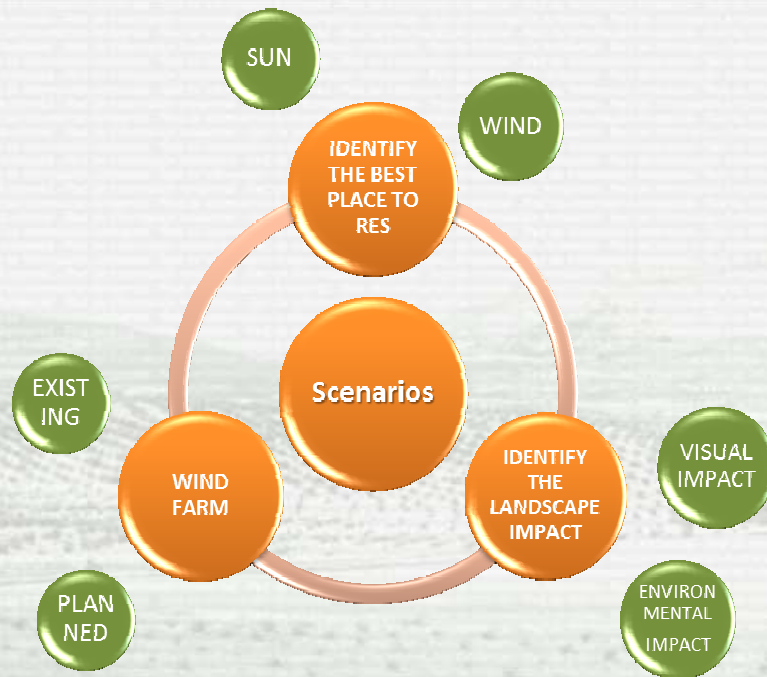 SUN
WIND
IDENTIFY
THE BEST
PLACE TO
RES
Scenarios
EXIST
ING
WIND
FARM
IDENTIFY
THE
LANDSCAPE
IMPACT
VISUAL
IMPACT
PLAN
NED
ENVIRON
MENTAL
IMPACT